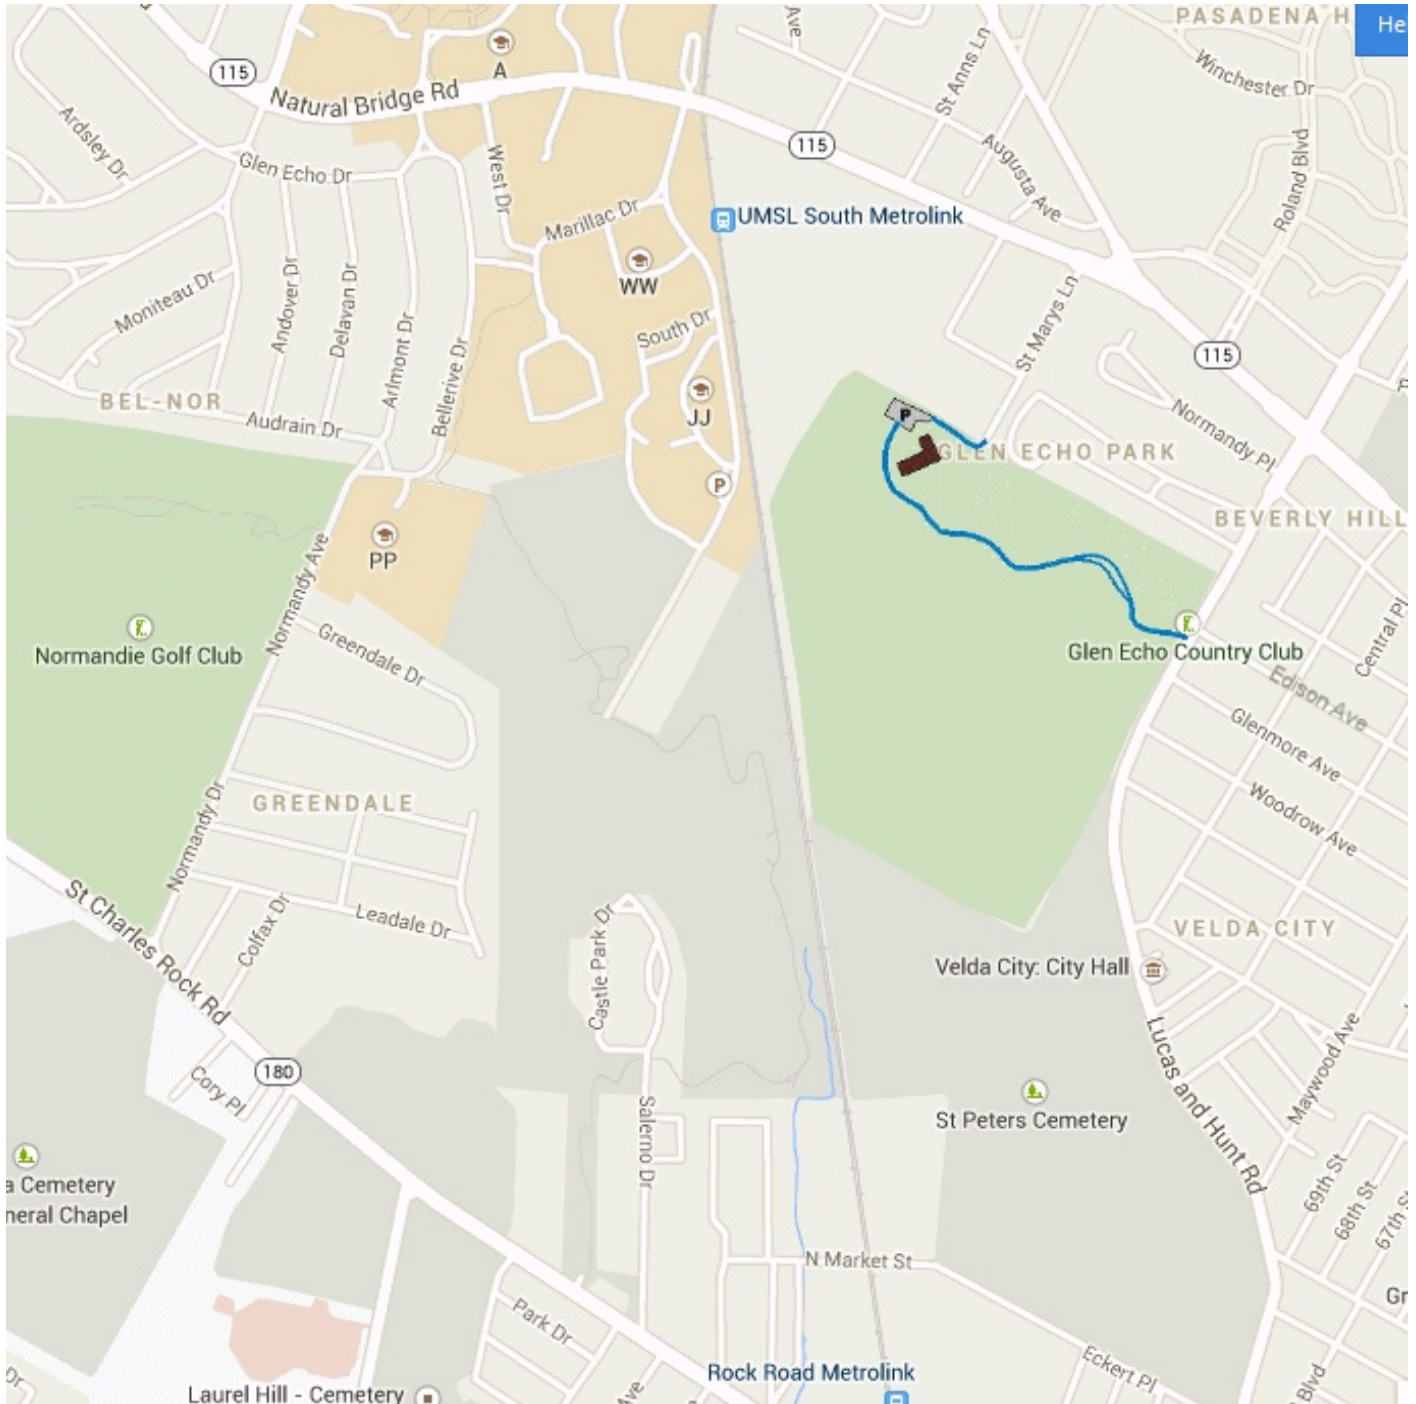 PASADENA H
He
A
115
Natural Bridge Rd
Ave
St Anns Ln
Winchester Dr
Ardsley Dr
Glen Echo Dr
West Dr
115
Augusta Ave
Roland Blvd
Marillac Dr
UMSL South Metrolink
WW
Moniteau Dr
Andover Dr
Delavan Dr
Arlmont Dr
Bellerive Dr
South Dr
St Marys Ln
115
BEL-NOR
Audrain Dr
JJ
P
P
GLEN ECHO PARK
Normandy Pl
BEVERLY HILL
PP
Normandy Ave
Normandie Golf Club
Greendale Dr
Glen Echo Country Club
Central Pl
Edison Ave
Glenmore Ave
Woodrow Ave
GREENDALE
Normandy Dr
St Charles Rock Rd
Colfax Dr
Leadale Dr
Castle Park Dr
VELDA CITY
Velda City: City Hall
Lucas and Hunt Rd
Maywood Ave
180
Cory Pl
Salerno Dr
St Peters Cemetery
a Cemetery
neral Chapel
69th St
68th St
67th S
N Market St
Gr
Park Dr
Eckert Pl
Blvd
Rock Road Metrolink
Dr
Laurel Hill - Cemetery
Ave